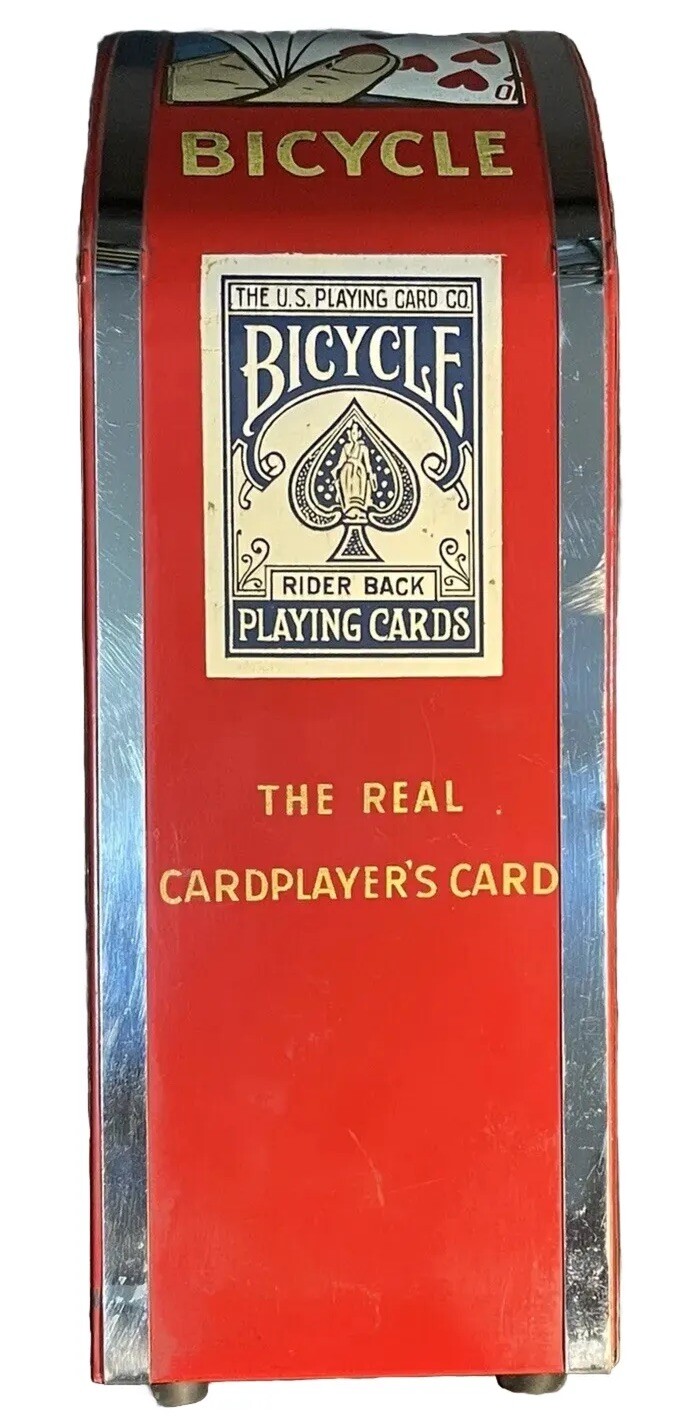 BICYCLE
THE U.S. PLAYING CARD CO.
BICYCLE
RIDER BACK
PLAYING CARDS
THE REAL
CARDPLAYER'S CARD